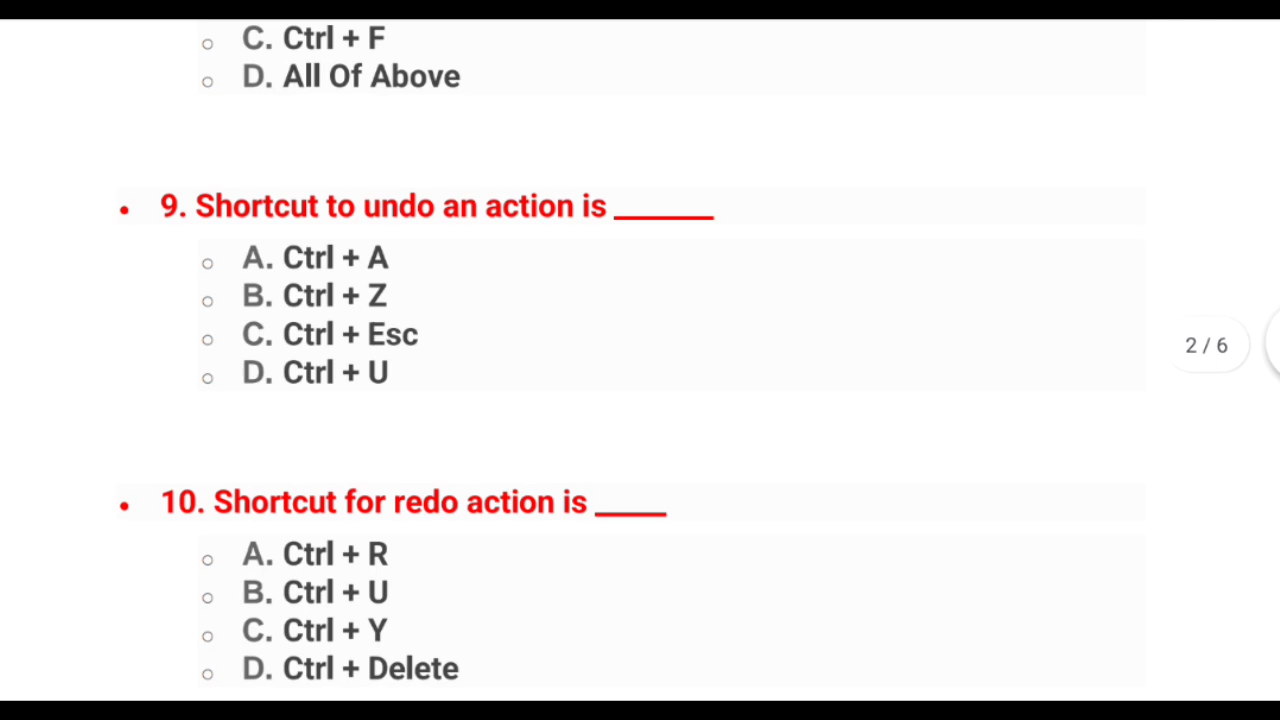 C. Ctrl + F
D. All Of Above
9. Shortcut to undo an action is ______
A. Ctrl + A
B. Ctrl + Z
C. Ctrl + Esc
D. Ctrl + U
2 / 6
10. Shortcut for redo action is ____
A. Ctrl + R
B. Ctrl + U
C. Ctrl + Y
D. Ctrl + Delete